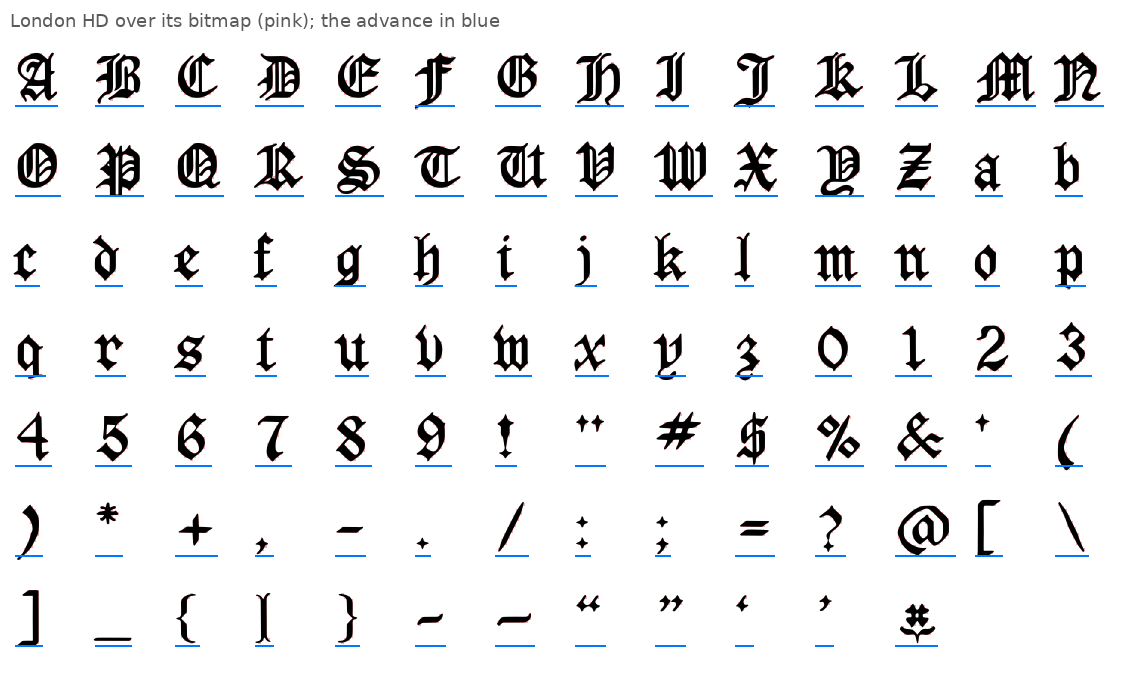 London HD over its bitmap (pink); the advance in blue
A B C D E F G H I J K L M N
O P Q R S T U V W X Y Z a b
c d e f g h i j k l m n o p
q r s t u v w x y z 0 1 2 3
4 5 6 7 8 9 ! " # $ % & ' (
) * + , - . / : ; = ? @ [ \
] _ { | } – — “ ” ‘ ’